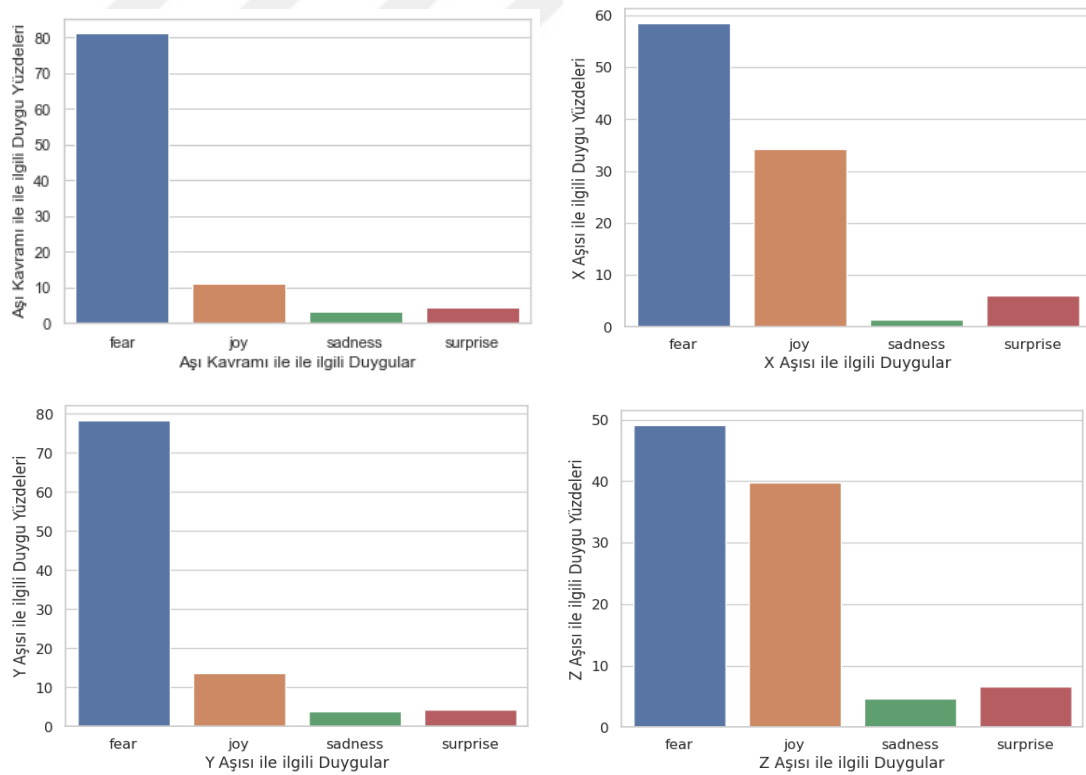 Aşı Kavramı ile ile ilgili Duygu Yüzdeleri
80
70
60
50
40
30
20
10
0
fear joy sadness surprise
Aşı Kavramı ile ile ilgili Duygular
X Aşısı ile ilgili Duygu Yüzdeleri
60
50
40
30
20
10
0
fear joy sadness surprise
X Aşısı ile ilgili Duygular
Y Aşısı ile ilgili Duygu Yüzdeleri
80
70
60
50
40
30
20
10
0
fear joy sadness surprise
Y Aşısı ile ilgili Duygular
Z Aşısı ile ilgili Duygu Yüzdeleri
50
40
30
20
10
0
fear joy sadness surprise
Z Aşısı ile ilgili Duygular